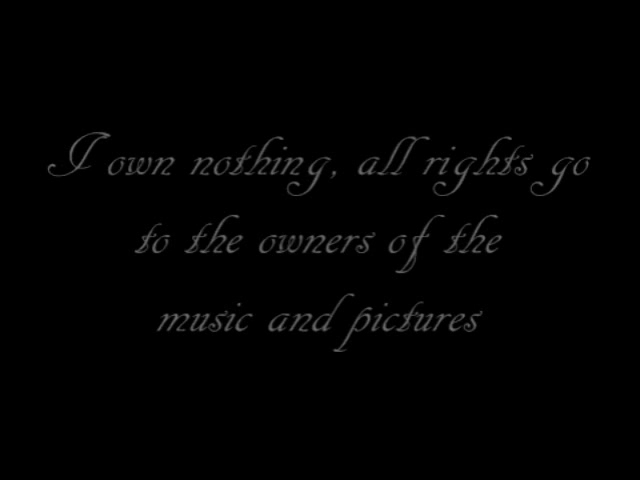 I own nothing, all rights go
to the owners of the
music and pictures